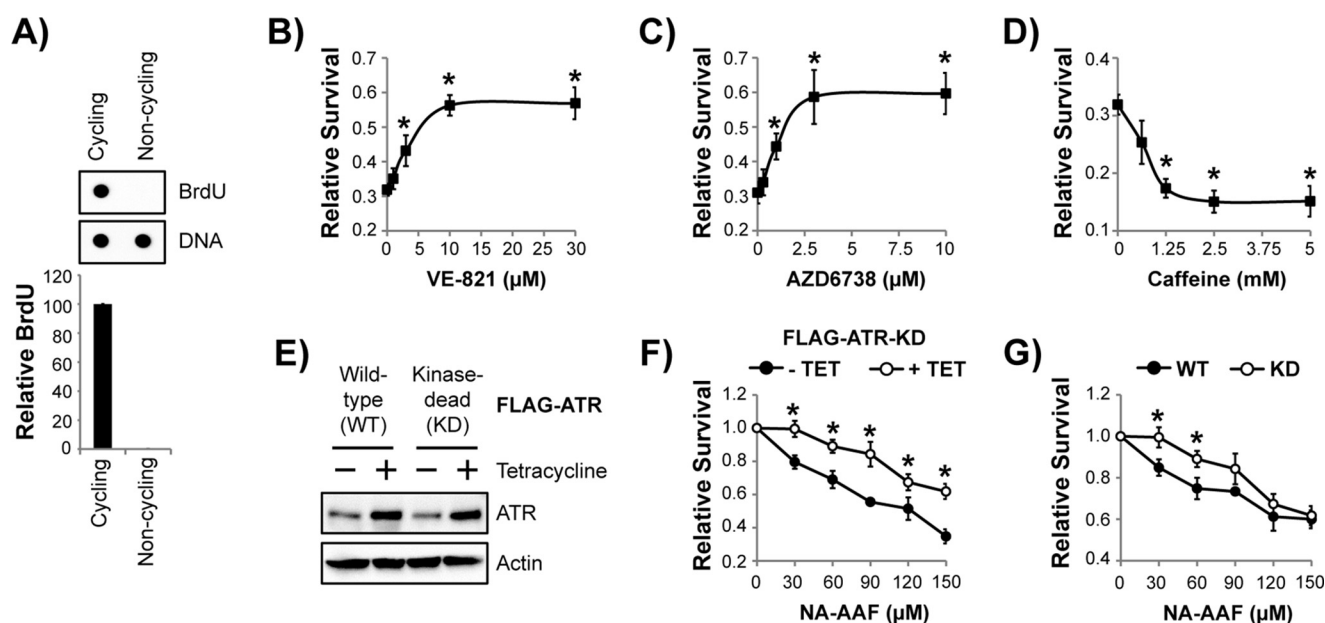 A)
Cycling
Non-cycling
BrdU
DNA
Relative BrdU
120
100
80
60
40
20
0
Cycling
Non-cycling
B)
Relative Survival
0.7
0.6
0.5
0.4
0.3
0.2
*
*
*
0 5 10 15 20 25 30
VE-821 (µM)
C)
Relative Survival
0.7
0.6
0.5
0.4
0.3
0.2
*
*
*
0 2.5 5 7.5 10
AZD6738 (µM)
D)
Relative Survival
0.4
0.3
0.2
0.1
* * *
0 1.25 2.5 3.75 5
Caffeine (mM)
E)
Wild-
type
(WT)
Kinase-
dead
(KD)
FLAG-ATR
− + − +
Tetracycline
ATR
Actin
F)
FLAG-ATR-KD
- TET + TET
Relative Survival
1.0
0.8
0.6
0.4
0.2
* * * * *
0 30 60 90 120 150
NA-AAF (µM)
G)
WT KD
Relative Survival
1.0
0.8
0.6
0.4
* *
0 30 60 90 120 150
NA-AAF (µM)